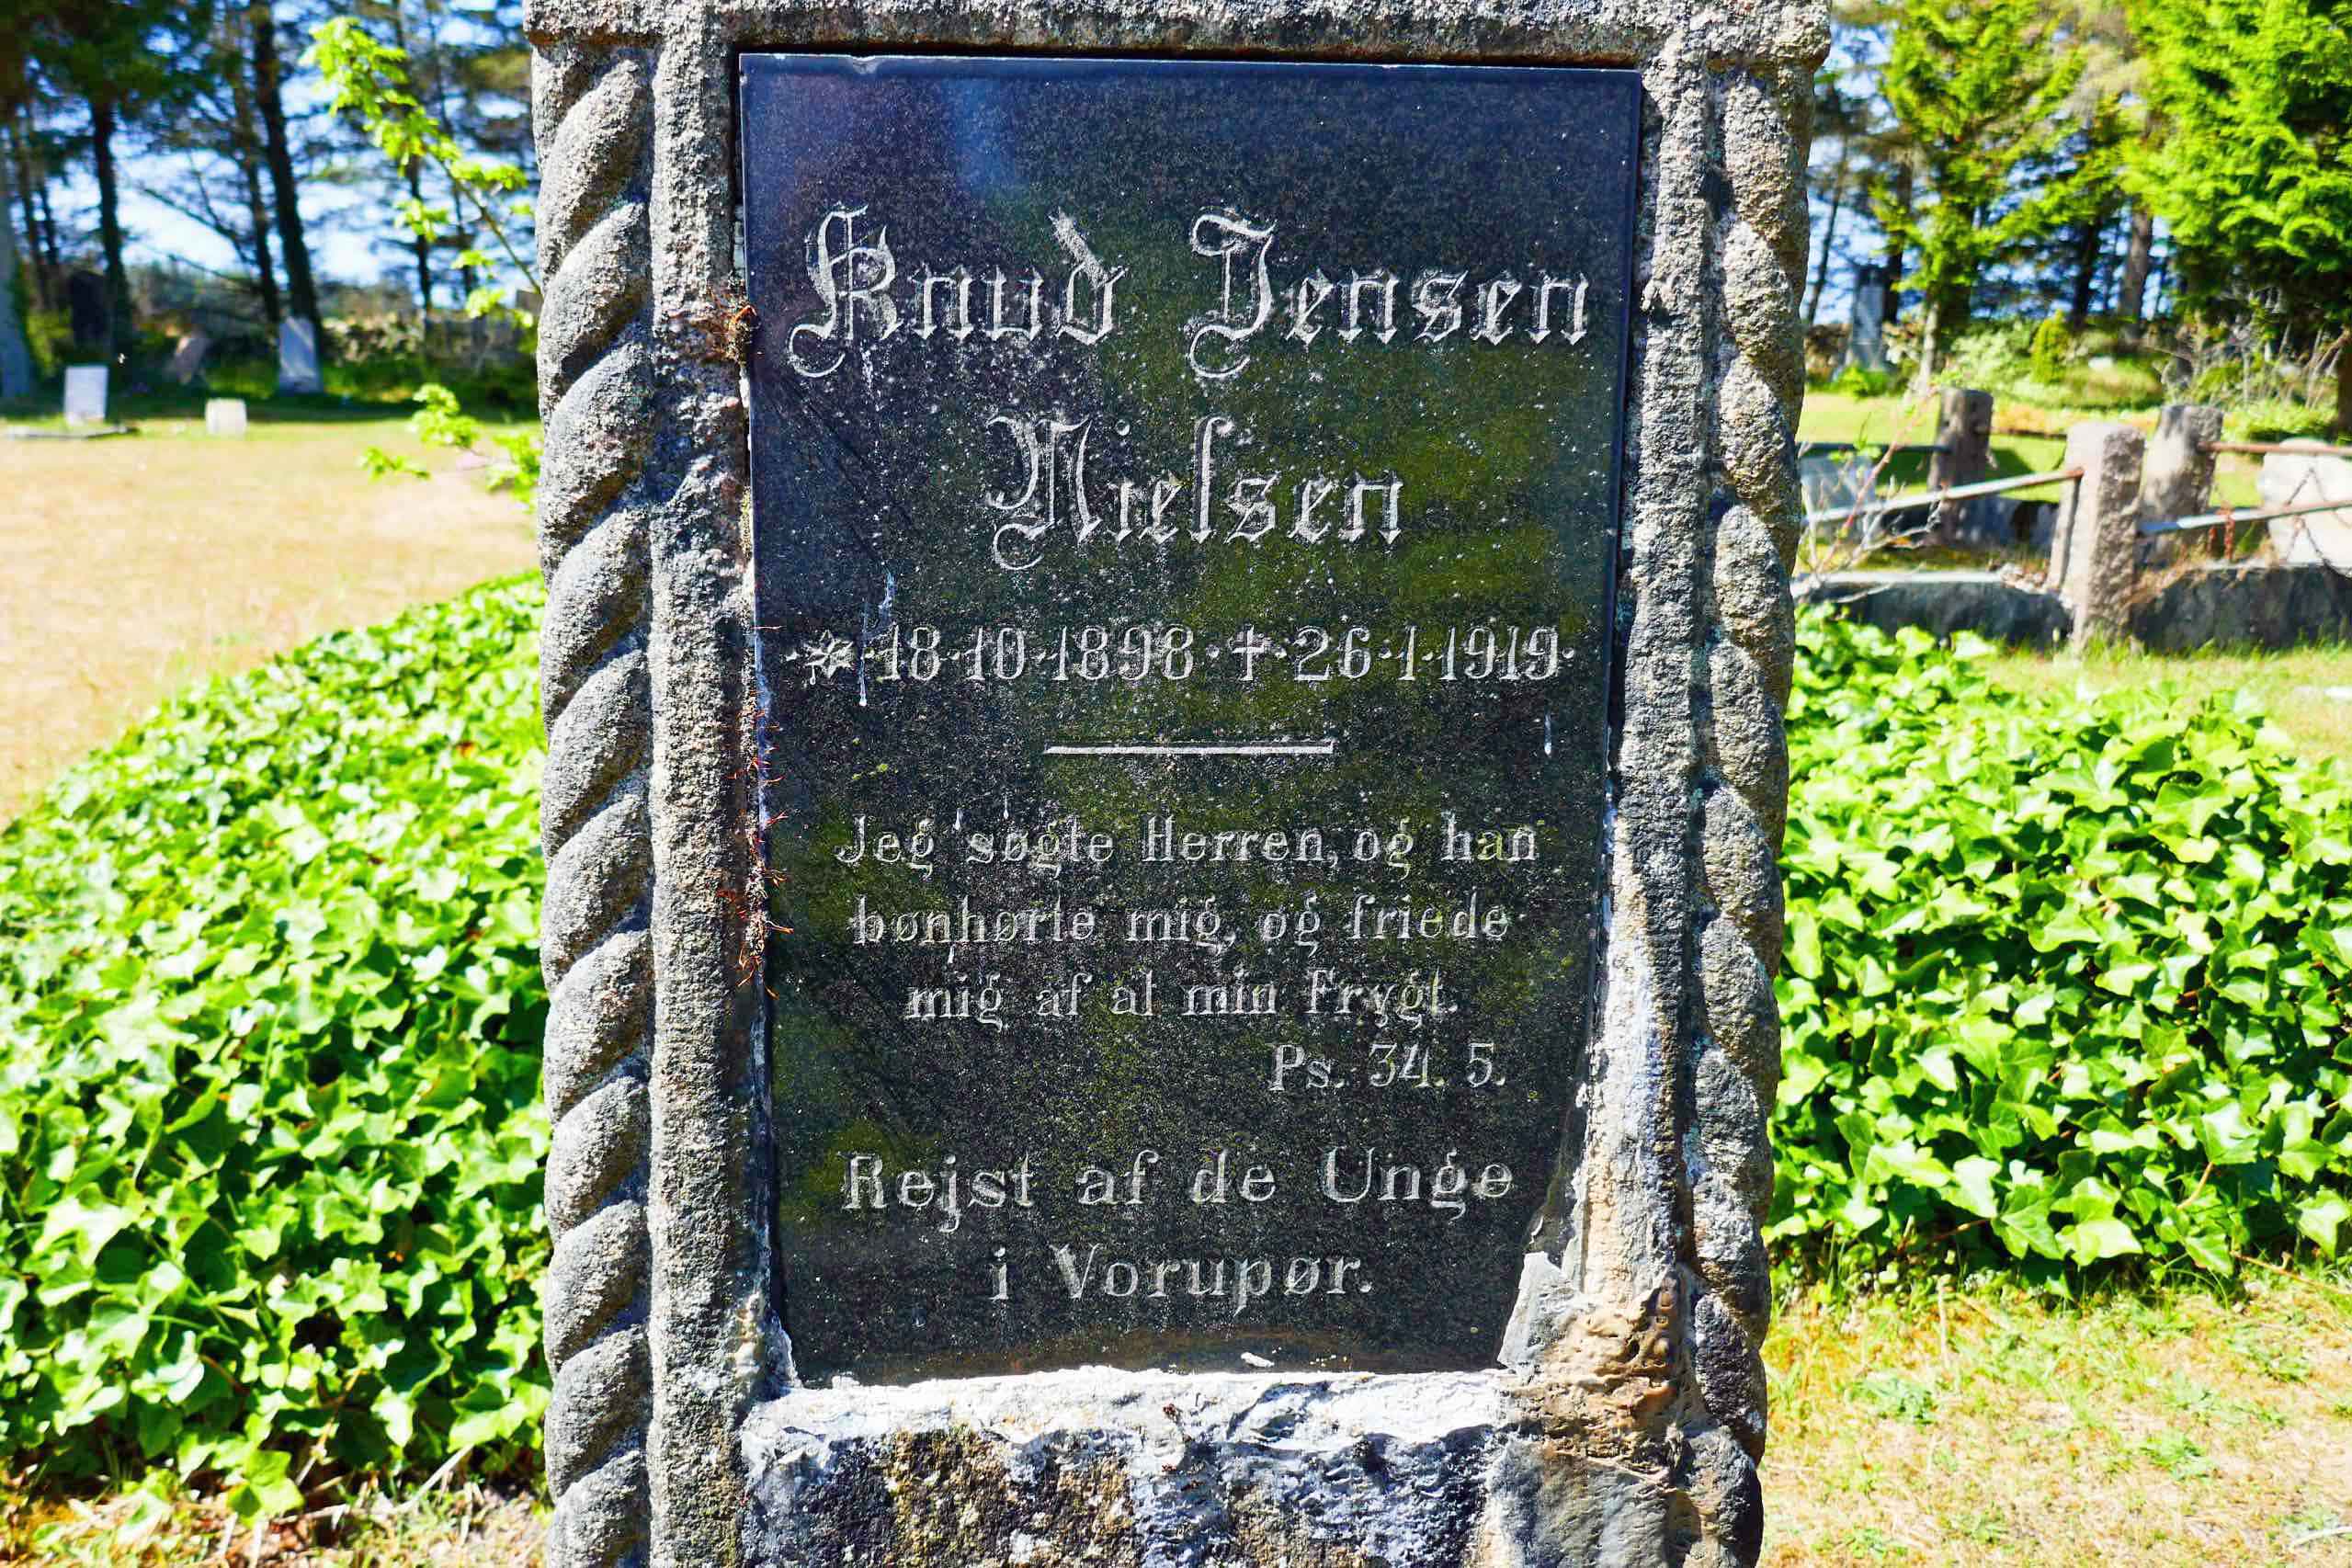 Knud Jensen
Nielsen
·*·18·10·1898·✝·26·1·1919·
Jeg søgte Herren, og han
bønhørte mig, og friede
mig af al min Frygt.
Ps. 34. 5.
Rejst af de Unge
i Vorupør.